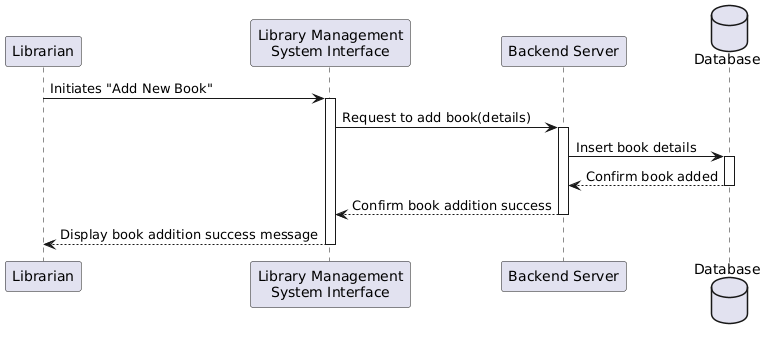 Database
Librarian
Library Management
System Interface
Backend Server
Initiates "Add New Book"
Request to add book(details)
Insert book details
Confirm book added
Confirm book addition success
Display book addition success message
Librarian
Library Management
System Interface
Backend Server
Database